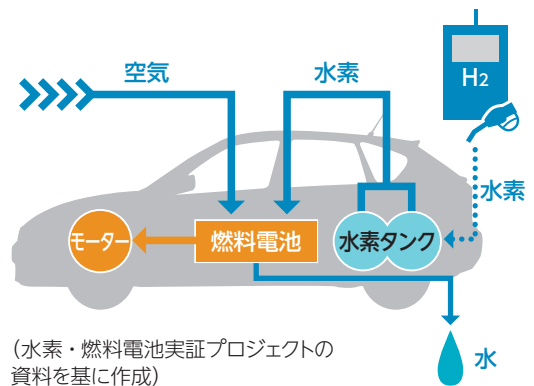 空気
水素
H2
水素
モーター
燃料電池
水素タンク
水
(水素・燃料電池実証プロジェクトの
資料を基に作成)